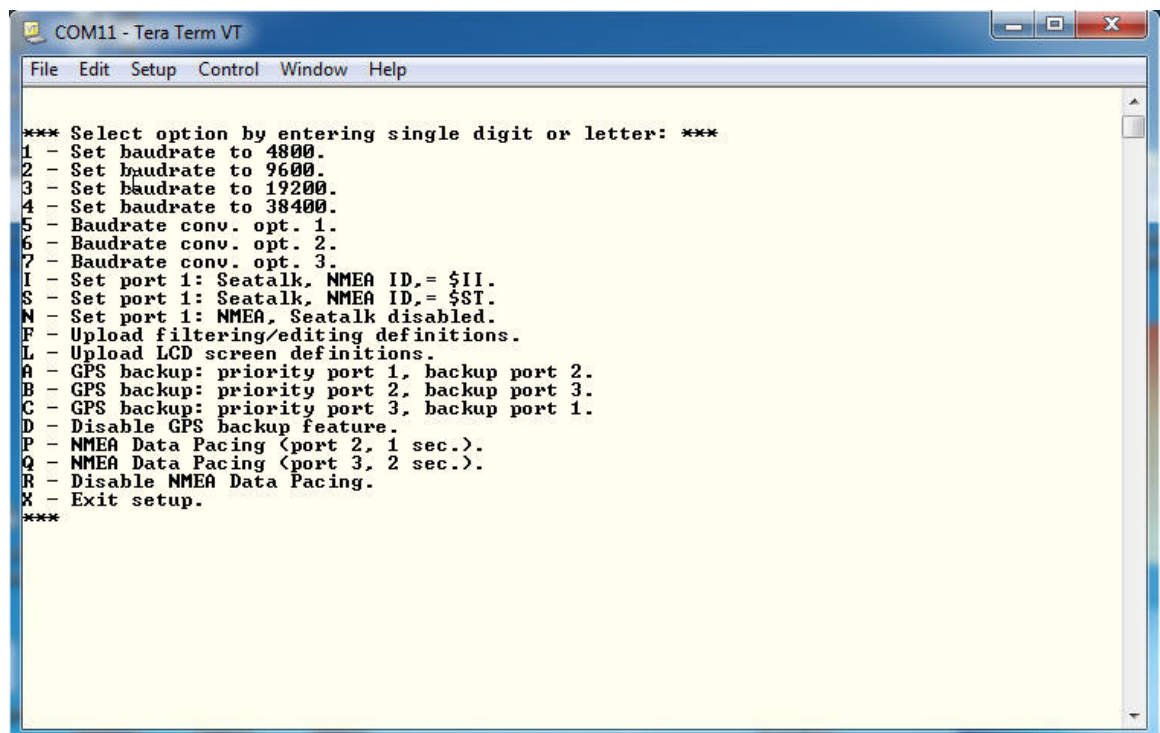 COM11 - Tera Term VT
File Edit Setup Control Window Help
*** Select option by entering single digit or letter: ***
1 - Set baudrate to 4800.
2 - Set baudrate to 9600.
3 - Set baudrate to 19200.
4 - Set baudrate to 38400.
5 - Baudrate conv. opt. 1.
6 - Baudrate conv. opt. 2.
7 - Baudrate conv. opt. 3.
I - Set port 1: Seatalk, NMEA ID,= $II.
S - Set port 1: Seatalk, NMEA ID,= $ST.
N - Set port 1: NMEA, Seatalk disabled.
F - Upload filtering/editing definitions.
L - Upload LCD screen definitions.
A - GPS backup: priority port 1, backup port 2.
B - GPS backup: priority port 2, backup port 3.
C - GPS backup: priority port 3, backup port 1.
D - Disable GPS backup feature.
P - NMEA Data Pacing (port 2, 1 sec.).
Q - NMEA Data Pacing (port 3, 2 sec.).
R - Disable NMEA Data Pacing.
X - Exit setup.
***